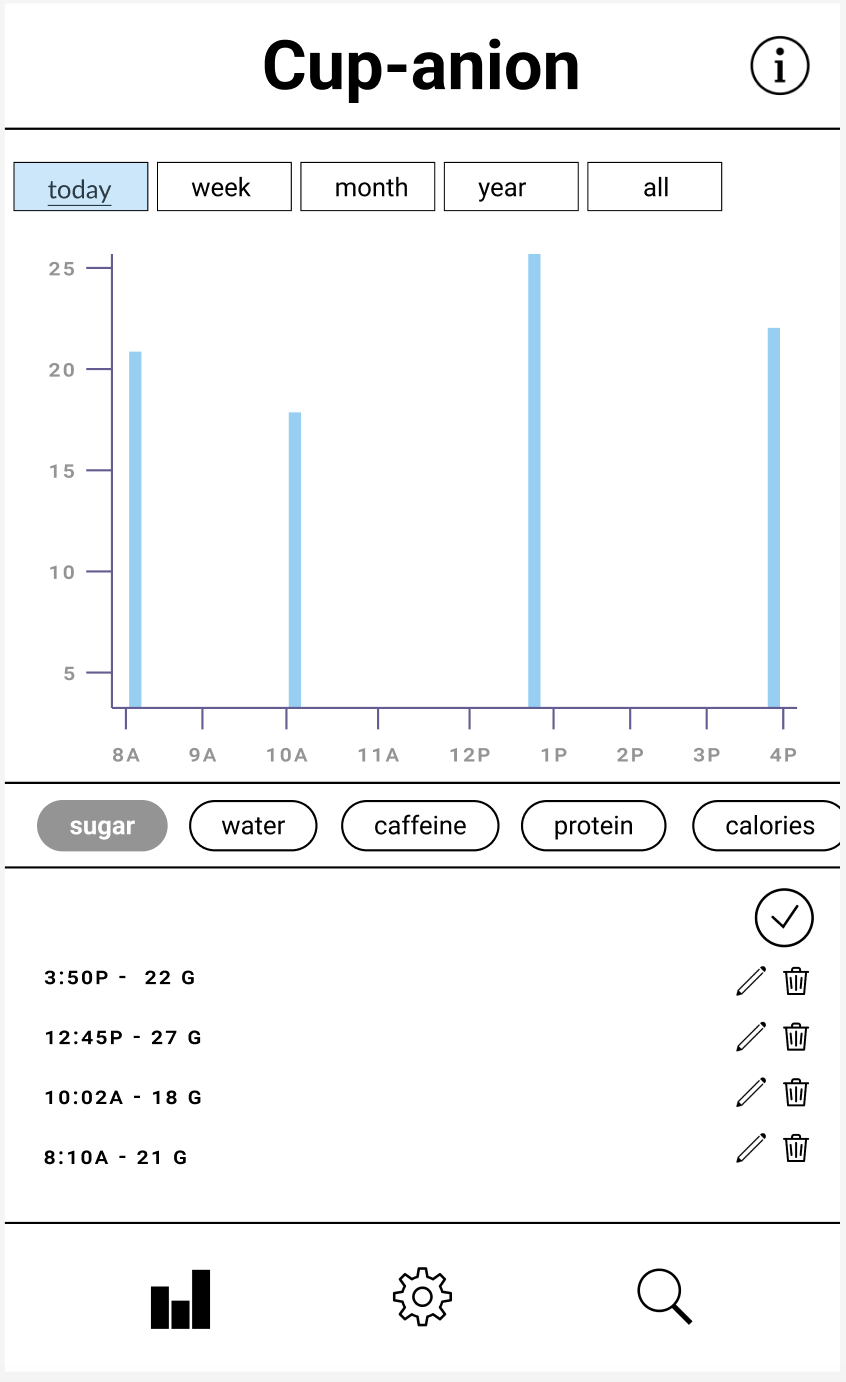 Cup-anion
i
today week month year all
25
20
15
10
5
8A 9A 10A 11A 12P 1P 2P 3P 4P
sugar water caffeine protein calories
3:50P - 22 G
12:45P - 27 G
10:02A - 18 G
8:10A - 21 G